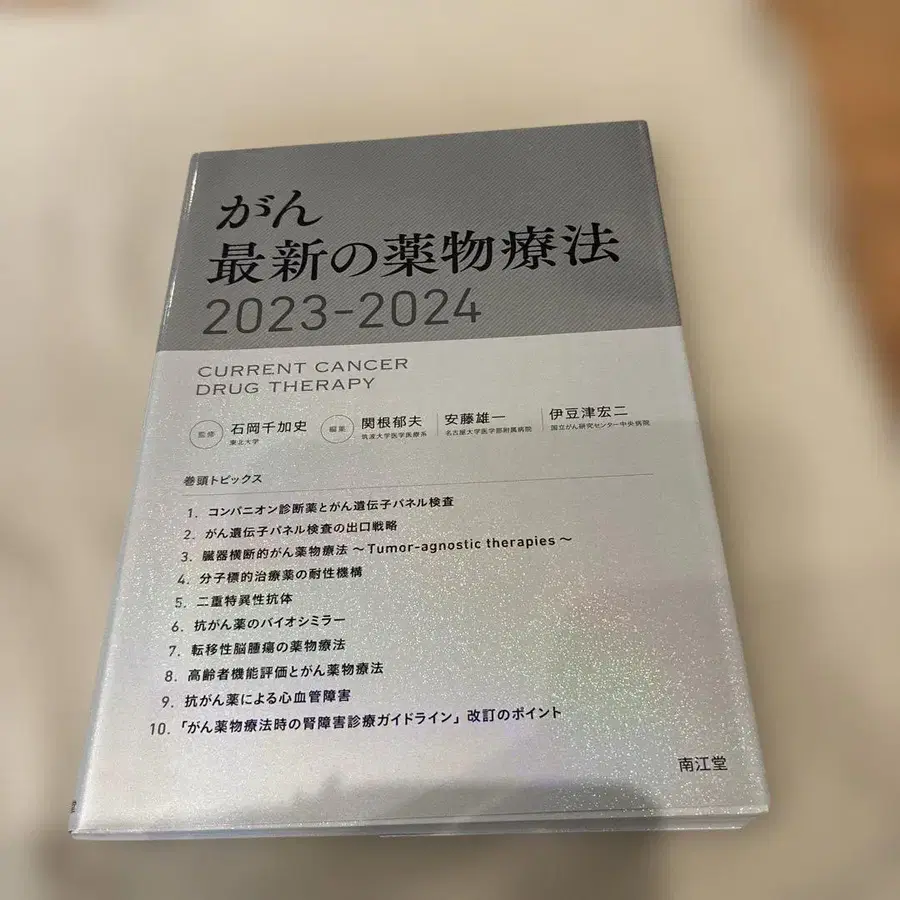 がん
最新の薬物療法
2023-2024
CURRENT CANCER
DRUG THERAPY
監修 石岡千加史 東北大学
編集 関根郁夫 筑波大学医学医療系
安藤雄一 名古屋大学医学部附属病院
伊豆津宏二 国立がん研究センター中央病院
巻頭トピックス
1. コンパニオン診断薬とがん遺伝子パネル検査
2. がん遺伝子パネル検査の出口戦略
3. 臓器横断的がん薬物療法 ～Tumor-agnostic therapies～
4. 分子標的治療薬の耐性機構
5. 二重特異性抗体
6. 抗がん薬のバイオシミラー
7. 転移性脳腫瘍の薬物療法
8. 高齢者機能評価とがん薬物療法
9. 抗がん薬による心血管障害
10. 「がん薬物療法時の腎障害診療ガイドライン」改訂のポイント
南江堂